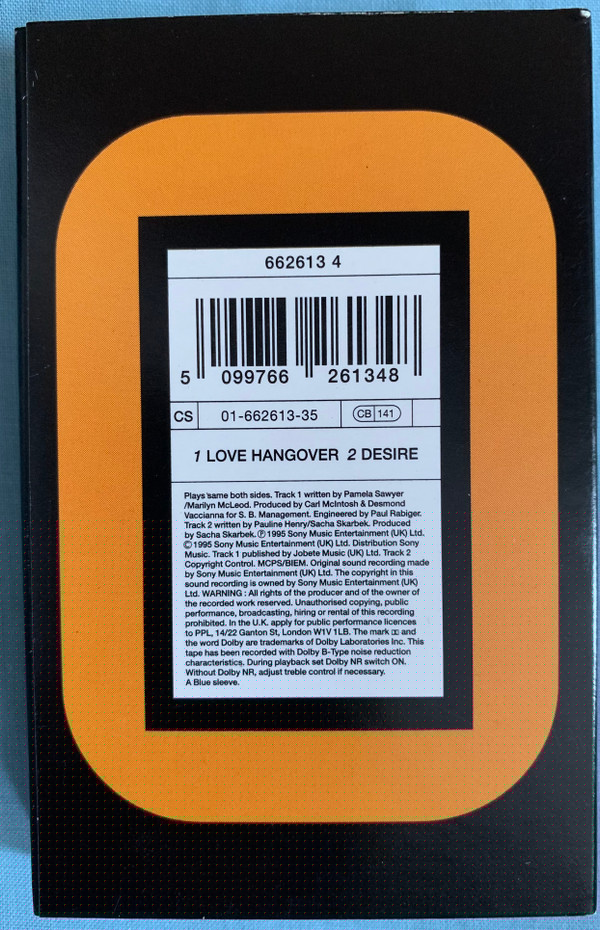 662613 4
5 099766 261348
CS 01-662613-35 CB 141
1 LOVE HANGOVER 2 DESIRE
Plays same both sides. Track 1 written by Pamela Sawyer
/Marilyn McLeod. Produced by Carl McIntosh & Desmond
Vaccianna for S. B. Management. Engineered by Paul Rabiger.
Track 2 written by Pauline Henry/Sacha Skarbek. Produced
by Sacha Skarbek. ℗ 1995 Sony Music Entertainment (UK) Ltd.
© 1995 Sony Music Entertainment (UK) Ltd. Distribution Sony
Music. Track 1 published by Jobete Music (UK) Ltd. Track 2
Copyright Control. MCPS/BIEM. Original sound recording made
by Sony Music Entertainment (UK) Ltd. The copyright in this
sound recording is owned by Sony Music Entertainment (UK)
Ltd. WARNING : All rights of the producer and of the owner of
the recorded work reserved. Unauthorised copying, public
performance, broadcasting, hiring or rental of this recording
prohibited. In the U.K. apply for public performance licences
to PPL, 14/22 Ganton St, London W1V 1LB. The mark and
the word Dolby are trademarks of Dolby Laboratories Inc. This
tape has been recorded with Dolby B-Type noise reduction
characteristics. During playback set Dolby NR switch ON.
Without Dolby NR, adjust treble control if necessary.
A Blue sleeve.